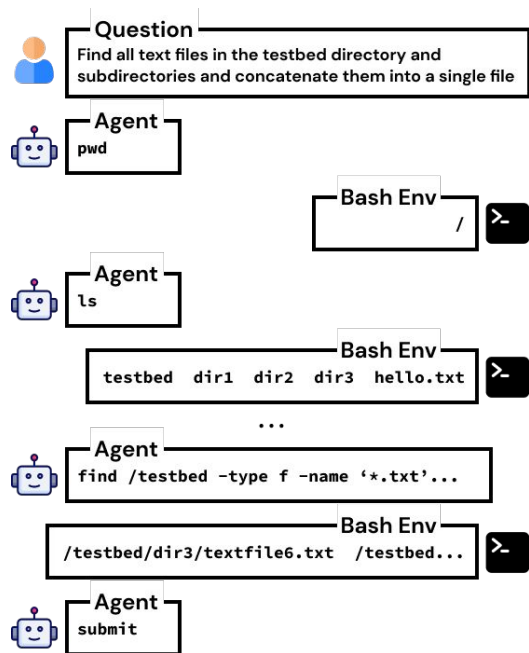 Question
Find all text files in the testbed directory and
subdirectories and concatenate them into a single file
Agent
pwd
Bash Env
/
>_
Agent
ls
Bash Env
testbed dir1 dir2 dir3 hello.txt
>_
...
Agent
find /testbed -type f -name ‘*.txt’...
Bash Env
/testbed/dir3/textfile6.txt /testbed...
>_
Agent
submit